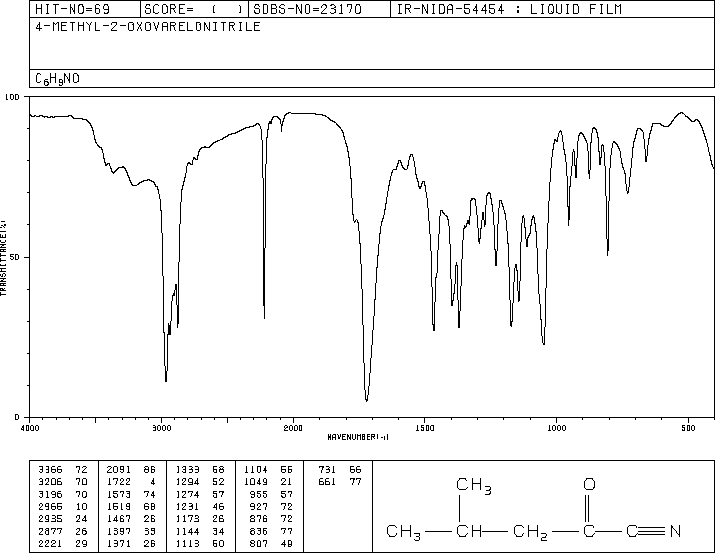 HIT-NO=69 SCORE= ( ) SDBS-NO=23170 IR-NIDA-54454 : LIQUID FILM
4-METHYL-2-OXOVARELONITRILE
C6H9NO
100
50
0
TRANSMITTANCE(%)
4000 3000 2000 1500 1000 500
WAVENUMBER(-1)
3366 72 2091 86 1333 68 1104 55 731 66
3206 70 1722 4 1294 52 1049 21 661 77
3196 70 1573 74 1274 57 955 57
2965 10 1519 68 1231 46 927 72
2935 24 1467 26 1173 26 876 72
2877 26 1397 33 1144 34 836 77
2221 29 1371 26 1113 50 807 49
CH3 O
CH3 CH CH2 C C N